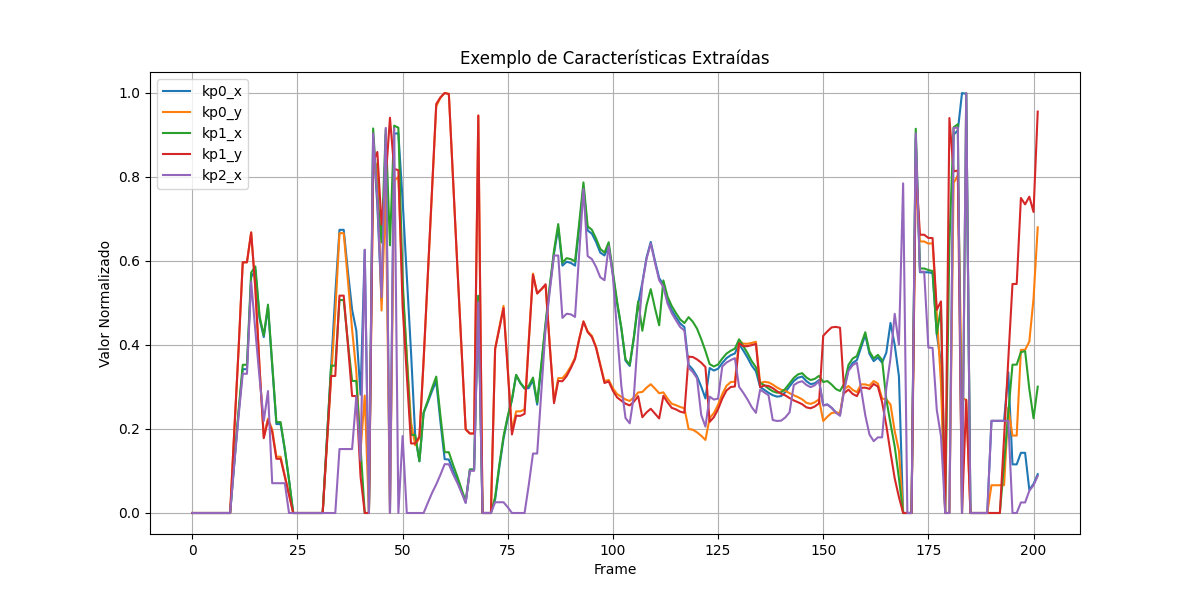 Exemplo de Características Extraídas
kp0_x
kp0_y
kp1_x
kp1_y
kp2_x
Valor Normalizado
1.0
0.8
0.6
0.4
0.2
0.0
0 25 50 75 100 125 150 175 200
Frame